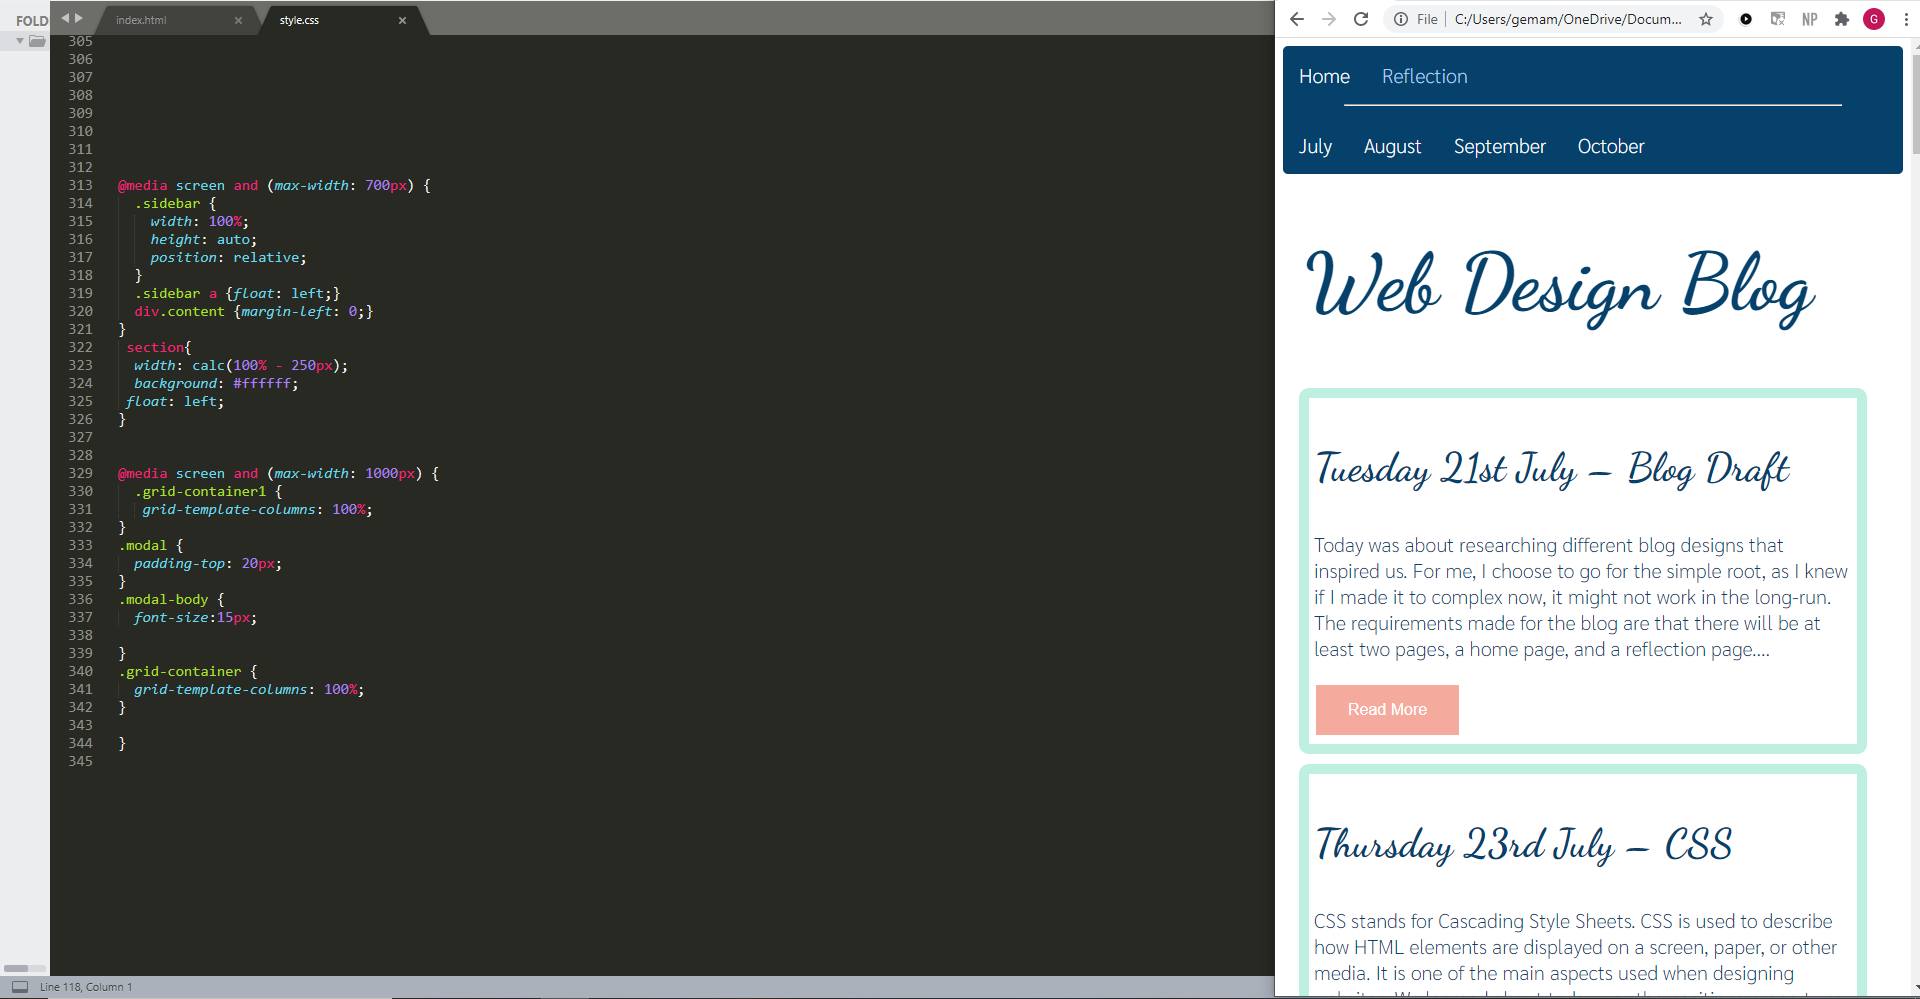 FOLD
index.html
style.css
305
306
307
308
309
310
311
312
313 @media screen and (max-width: 700px) {
314 .sidebar {
315 width: 100%;
316 height: auto;
317 position: relative;
318 }
319 .sidebar a {float: left;}
320 div.content {margin-left: 0;}
321 }
322 section{
323 width: calc(100% - 250px);
324 background: #ffffff;
325 float: left;
326 }
327
328
329 @media screen and (max-width: 1000px) {
330 .grid-container1 {
331 grid-template-columns: 100%;
332 }
333 .modal {
334 padding-top: 20px;
335 }
336 .modal-body {
337 font-size:15px;
338
339 }
340 .grid-container {
341 grid-template-columns: 100%;
342 }
343
344 }
345
Line 118, Column 1
File C:/Users/gemam/OneDrive/Docum...
NP
G
Home Reflection
July August September October
Web Design Blog
Tuesday 21st July – Blog Draft
Today was about researching different blog designs that
inspired us. For me, I choose to go for the simple root, as I knew
if I made it to complex now, it might not work in the long-run.
The requirements made for the blog are that there will be at
least two pages, a home page, and a reflection page....
Read More
Thursday 23rd July – CSS
CSS stands for Cascading Style Sheets. CSS is used to describe
how HTML elements are displayed on a screen, paper, or other
media. It is one of the main aspects used when designing